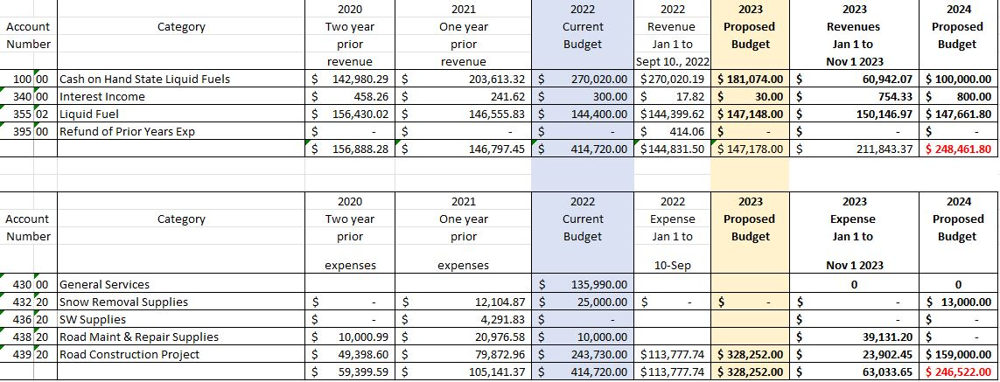 2020 2021 2022 2022 2023 2023 2024
Account Category Two year One year Current Revenue Proposed Revenues Proposed
Number prior prior Budget Jan 1 to Budget Jan 1 to Budget
revenue revenue Sept 10., 2022 Nov 1 2023
100 00 Cash on Hand State Liquid Fuels $ 142,980.29 $ 203,613.32 $ 270,020.00 $270,020.19 $ 181,074.00 $ 60,942.07 $ 100,000.00
340 00 Interest Income $ 458.26 $ 241.62 $ 300.00 $ 17.82 $ 30.00 $ 754.33 $ 800.00
355 02 Liquid Fuel $ 156,430.02 $ 146,555.83 $ 144,400.00 $144,399.62 $ 147,148.00 $ 150,146.97 $ 147,661.80
395 00 Refund of Prior Years Exp $ - $ - $ - $ 414.06 $ - $ - $ -
$ 156,888.28 $ 146,797.45 $ 414,720.00 $144,831.50 $ 147,178.00 $ 211,843.37 $ 248,461.80
2020 2021 2022 2022 2023 2023 2024
Account Category Two year One year Current Expense Proposed Expense Proposed
Number prior prior Budget Jan 1 to Budget Jan 1 to Budget
expenses expenses 10-Sep Nov 1 2023
430 00 General Services $ 135,990.00 0 0
432 20 Snow Removal Supplies $ - $ 12,104.87 $ 25,000.00 $ - $ - $ - $ 13,000.00
436 20 SW Supplies $ - $ 4,291.83 $ - $ - $ -
438 20 Road Maint & Repair Supplies $ 10,000.99 $ 20,976.58 $ 10,000.00 $ 39,131.20 $ -
439 20 Road Construction Project $ 49,398.60 $ 79,872.96 $ 243,730.00 $113,777.74 $ 328,252.00 $ 23,902.45 $ 159,000.00
$ 59,399.59 $ 105,141.37 $ 414,720.00 $113,777.74 $ 328,252.00 $ 63,033.65 $ 246,522.00